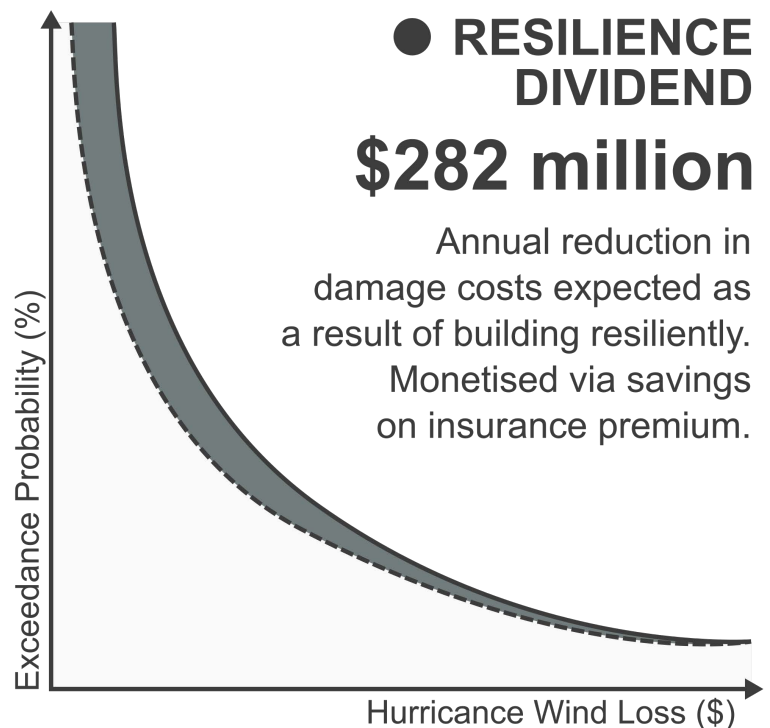 ● RESILIENCE
DIVIDEND
$282 million
Annual reduction in
damage costs expected as
a result of building resiliently.
Monetised via savings
on insurance premium.
Exceedance Probability (%)
Hurricance Wind Loss ($)